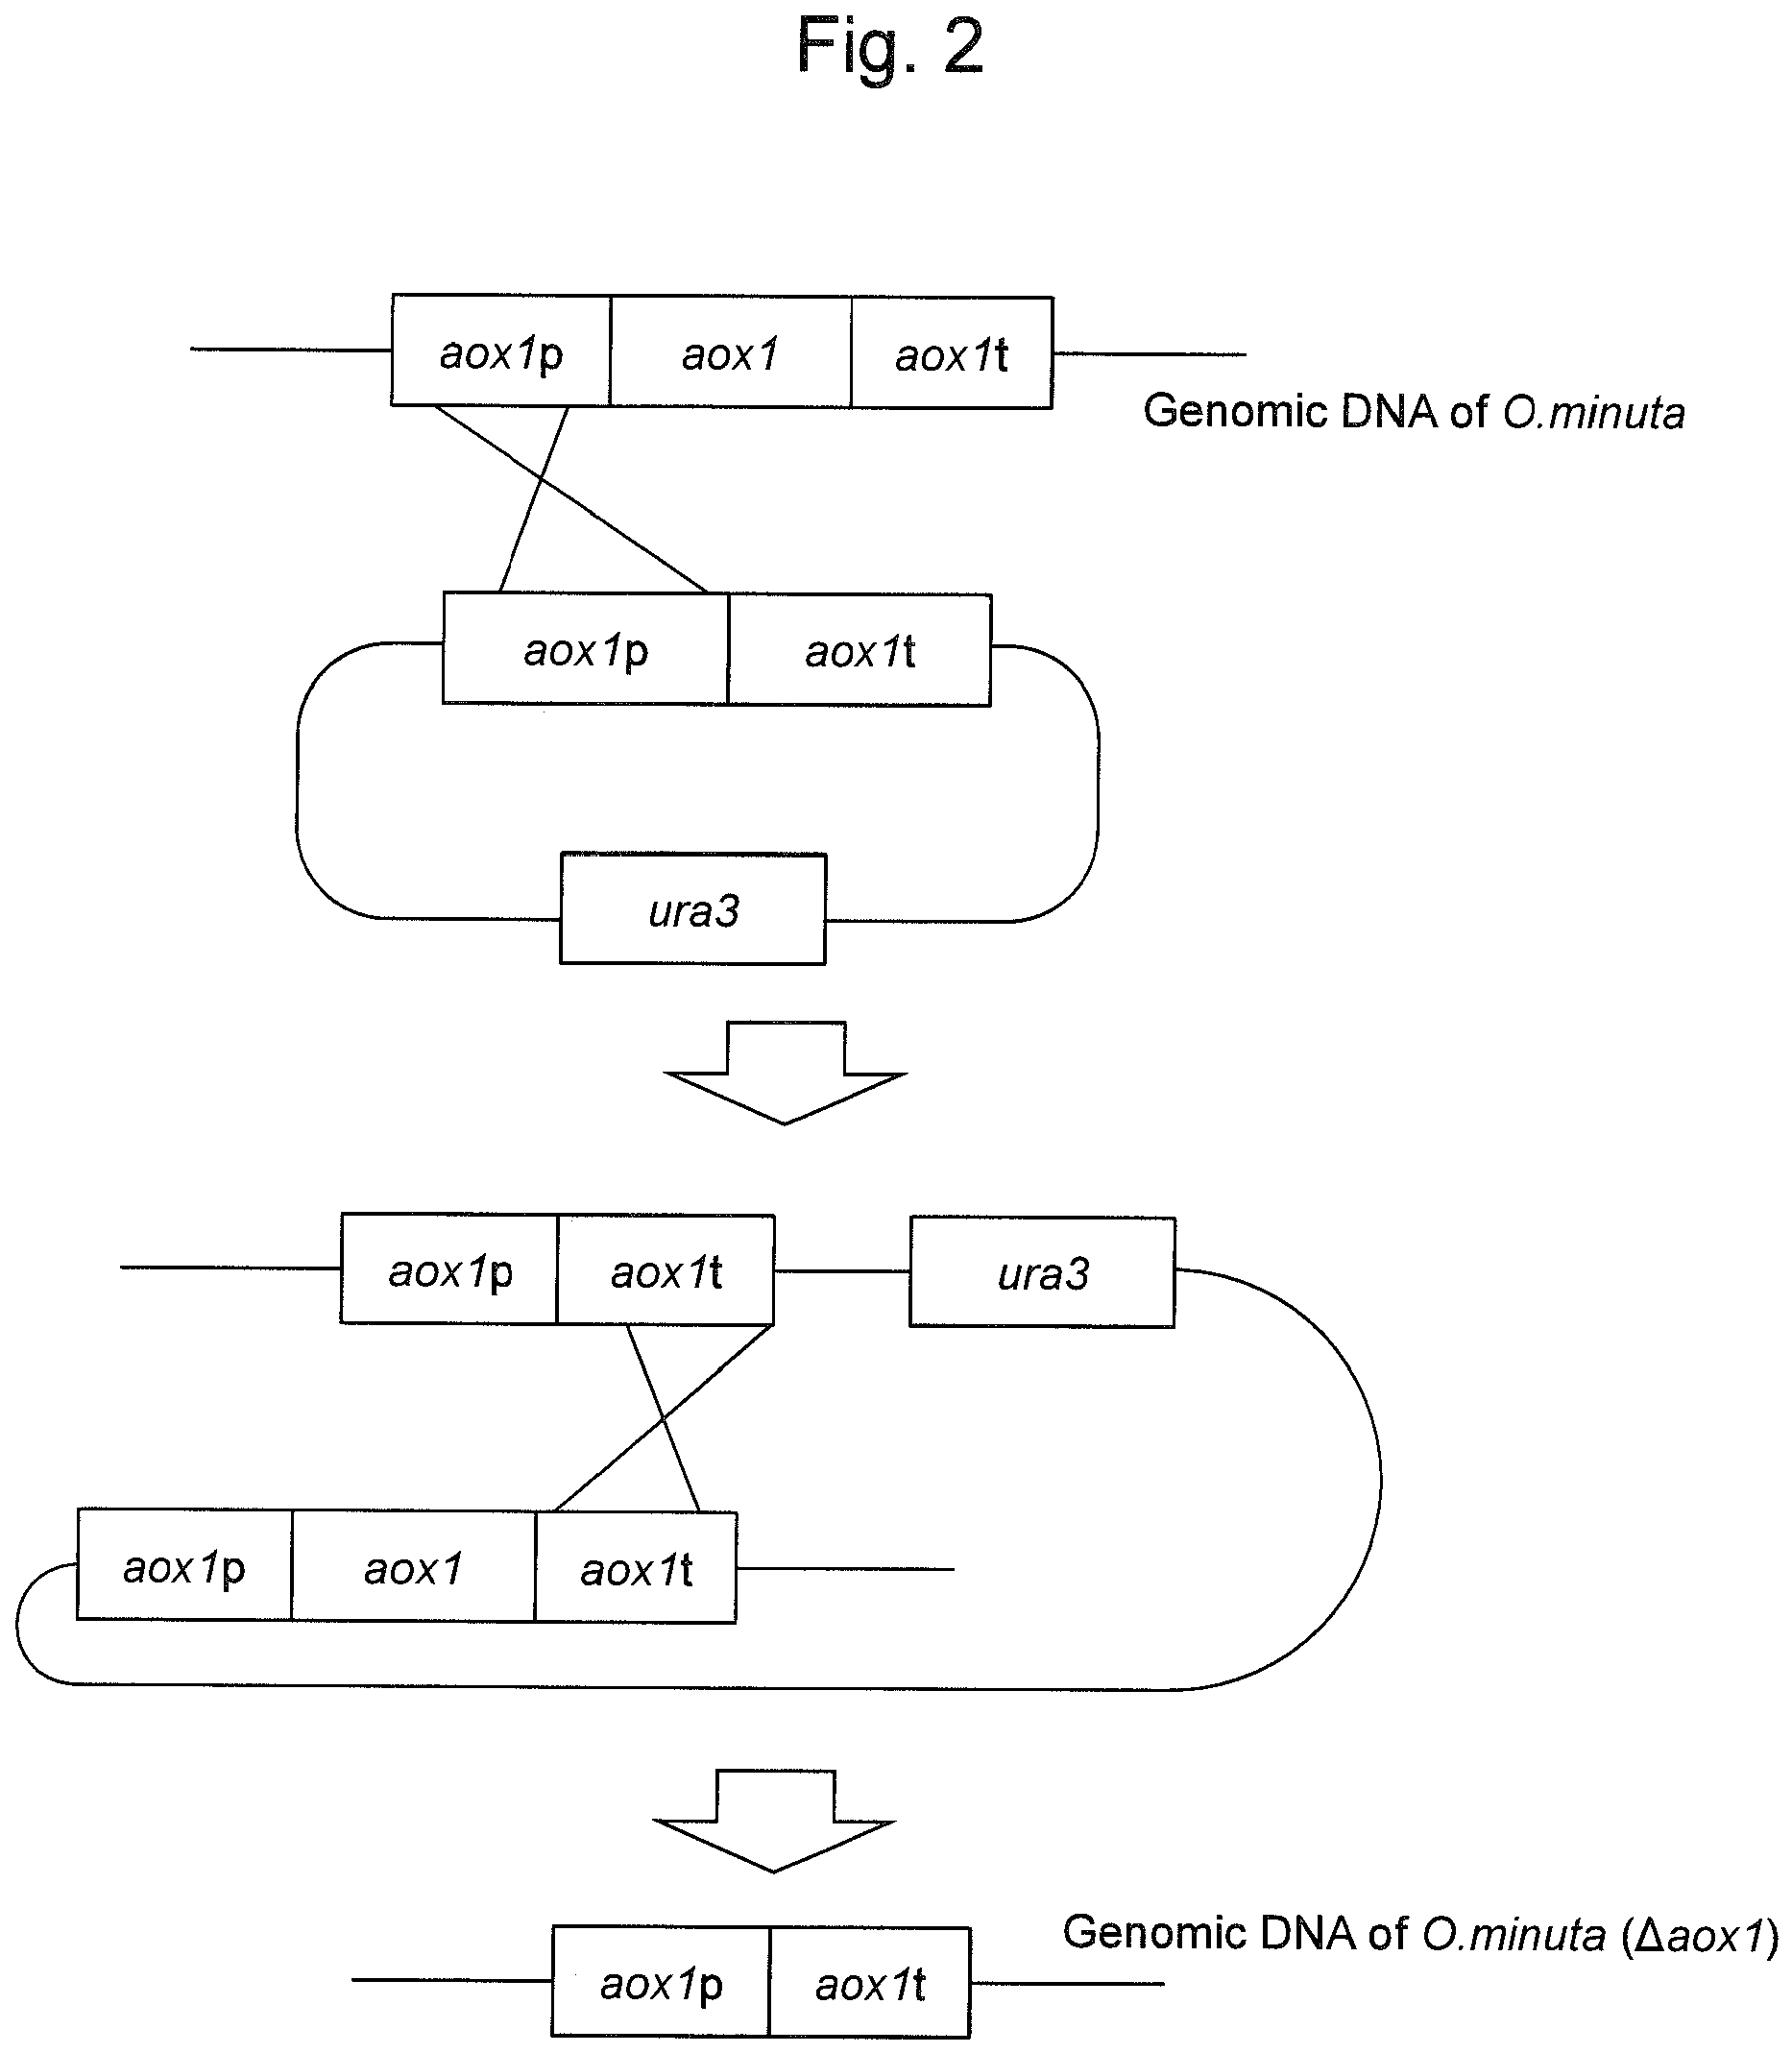 Fig. 2
aox1p aox1 aox1t
Genomic DNA of O.minuta
aox1p aox1t
ura3
aox1p aox1t ura3
aox1p aox1 aox1t
Genomic DNA of O.minuta (Δaox1)
aox1p aox1t